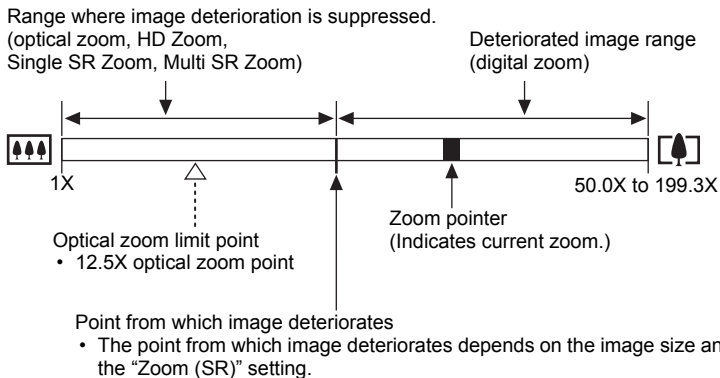 Range where image deterioration is suppressed.
(optical zoom, HD Zoom,
Single SR Zoom, Multi SR Zoom)
Deteriorated image range
(digital zoom)
1X
50.0X to 199.3X
Optical zoom limit point
• 12.5X optical zoom point
Zoom pointer
(Indicates current zoom.)
Point from which image deteriorates
• The point from which image deteriorates depends on the image size
the “Zoom (SR)” setting.